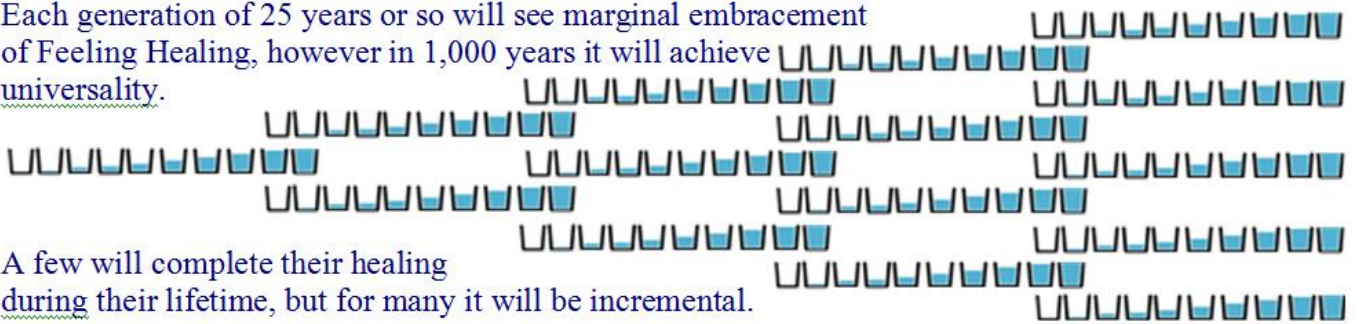 Each generation of 25 years or so will see marginal embracement
of Feeling Healing, however in 1,000 years it will achieve
universality.
A few will complete their healing
during their lifetime, but for many it will be incremental.